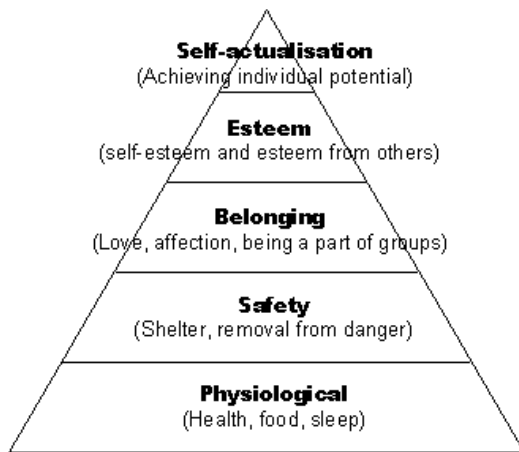 Self-actualisation
(Achieving individual potential)
Esteem
(self-esteem and esteem from others)
Belonging
(Love, affection, being a part of groups)
Safety
(Shelter, removal from danger)
Physiological
(Health, food, sleep)